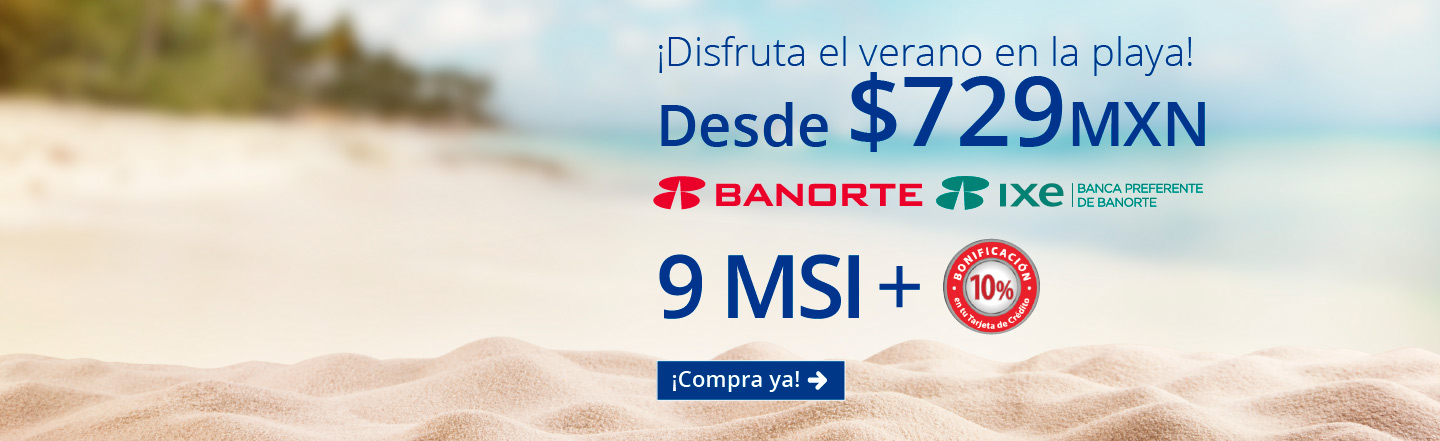 ¡Disfruta el verano en la playa!
Desde $729MXN
BANORTE ixe BANCA PREFERENTE
DE BANORTE
9 MSI +
BONIFICACIÓN
10%
en tu Tarjeta de Crédito
¡Compra ya!